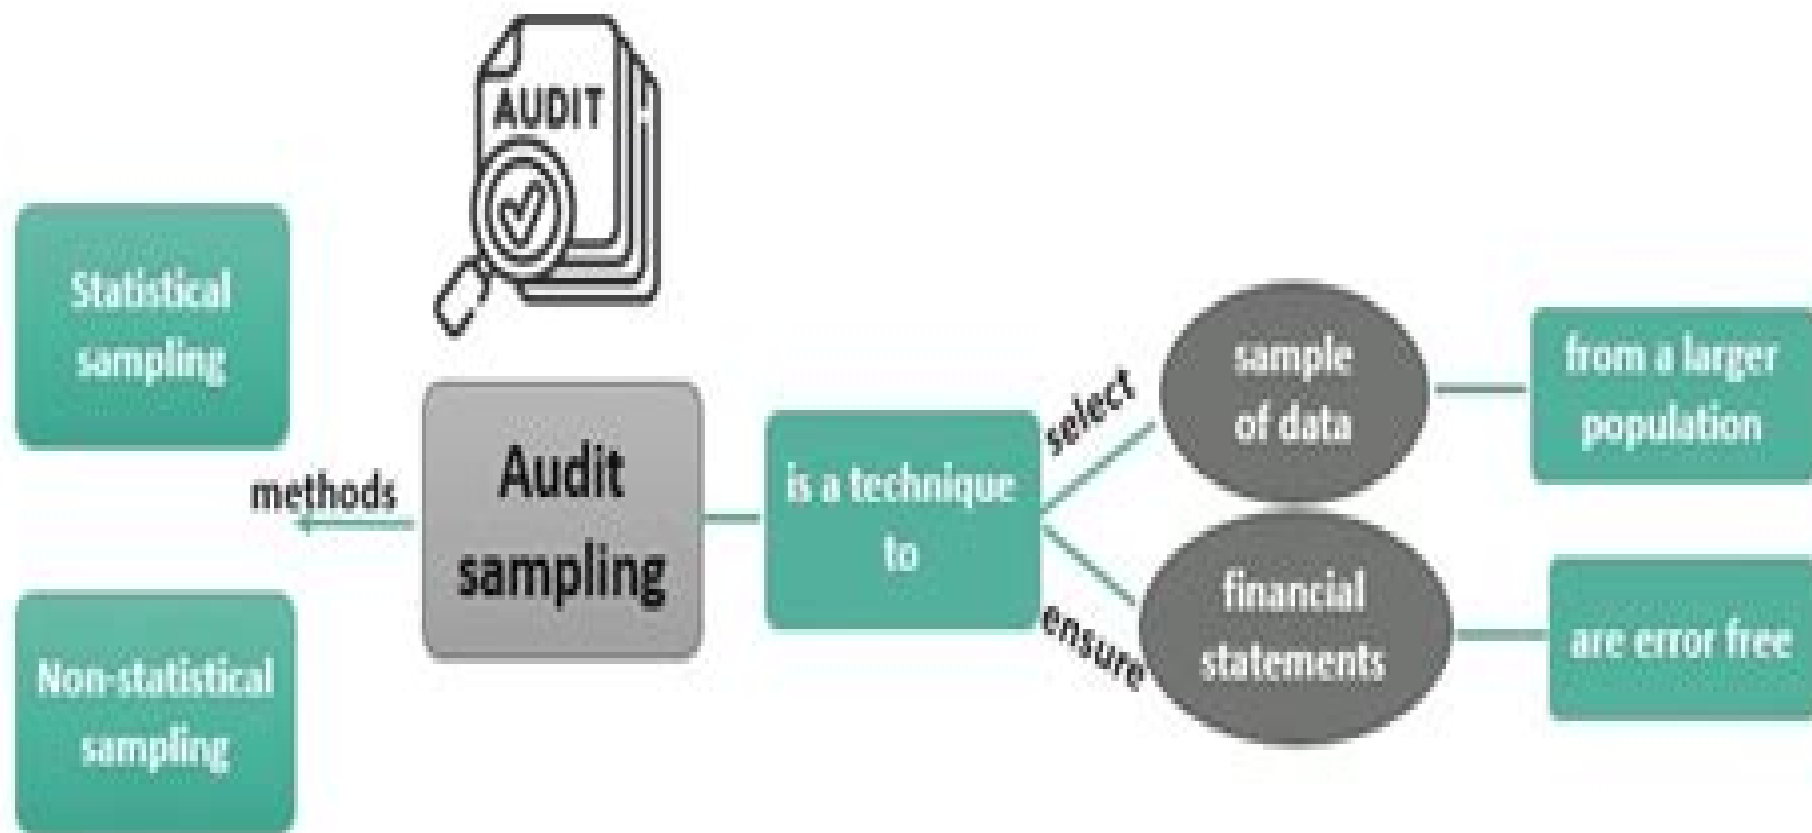 AUDIT
Statistical
sampling
methods
Non-statistical
sampling
Audit
sampling
is a technique
to
select
sample
of data
from a larger
population
ensure
financial
statements
are error free